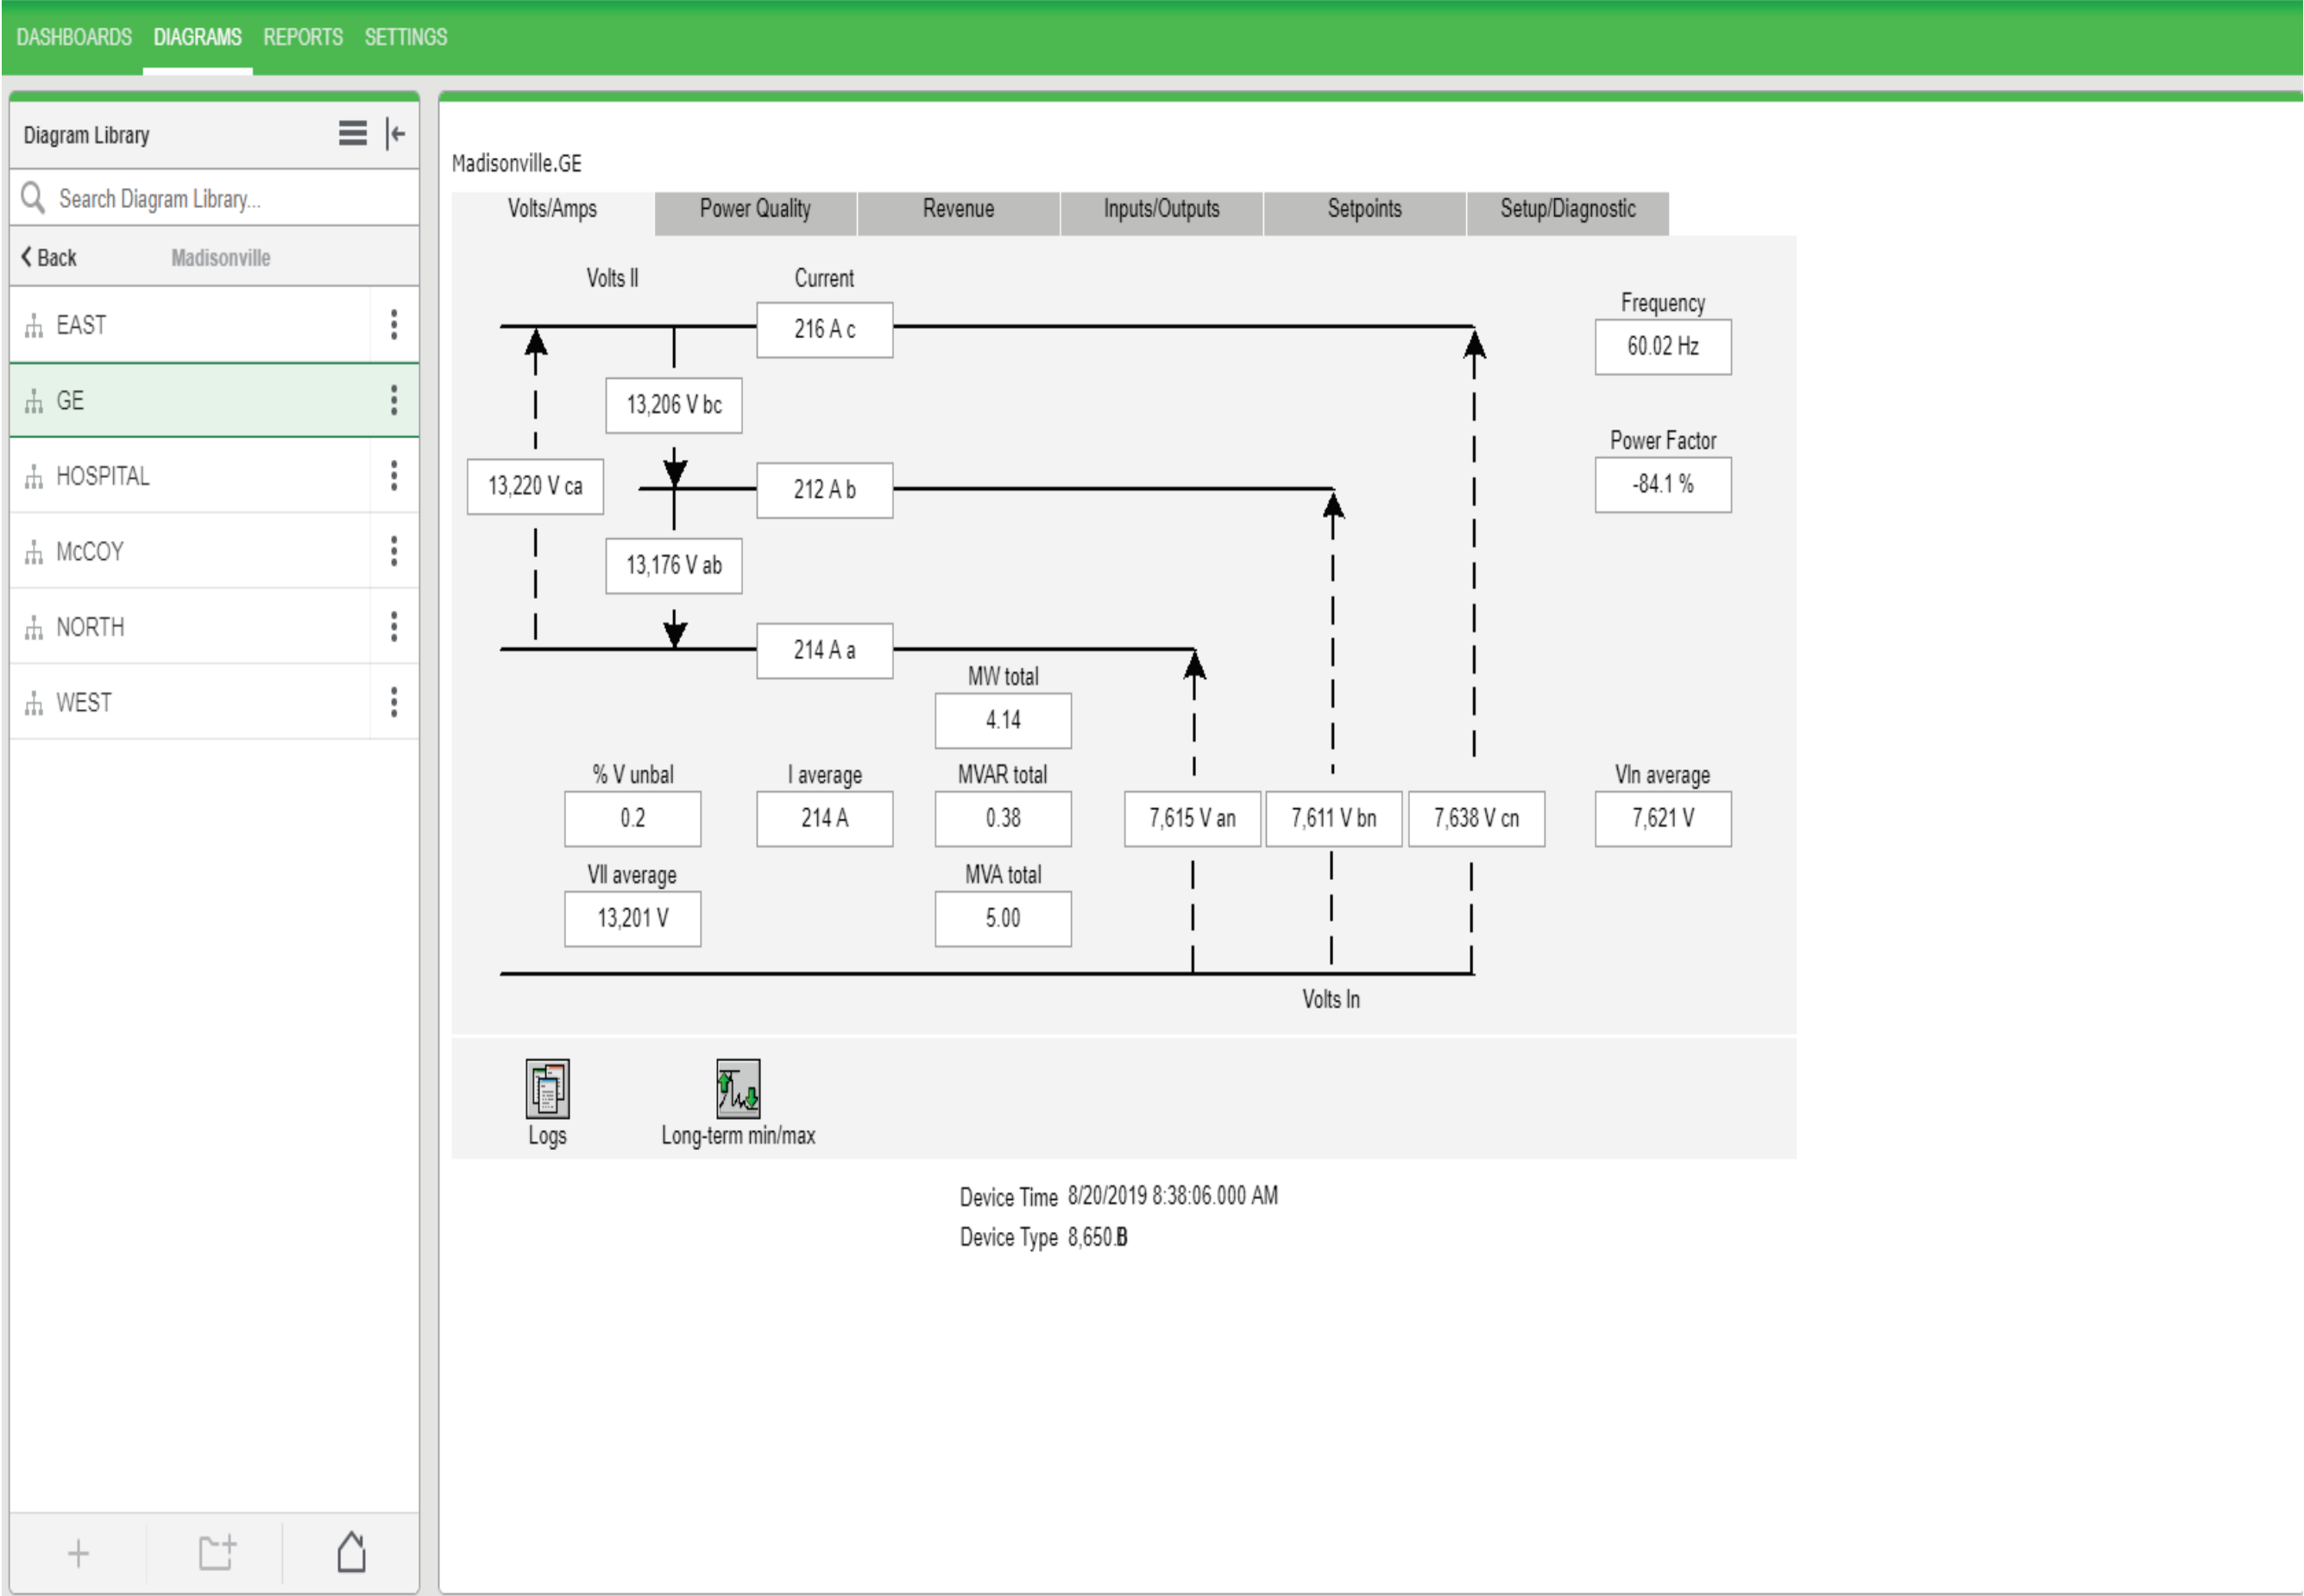 DASHBOARDS DIAGRAMS REPORTS SETTINGS
Diagram Library
Search Diagram Library...
Back Madisonville
EAST
GE
HOSPITAL
McCOY
NORTH
WEST
Madisonville.GE
Volts/Amps Power Quality Revenue Inputs/Outputs Setpoints Setup/Diagnostic
Volts ll Current
Frequency
216 A c
60.02 Hz
13,206 V bc
Power Factor
-84.1 %
13,220 V ca
212 A b
13,176 V ab
214 A a
MW total
4.14
% V unbal I average MVAR total Vln average
0.2 214 A 0.38 7,615 V an 7,611 V bn 7,638 V cn 7,621 V
Vll average MVA total
13,201 V 5.00
Volts ln
Logs Long-term min/max
Device Time 8/20/2019 8:38:06.000 AM
Device Type 8,650.B